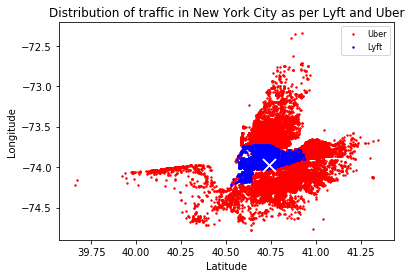 Distribution of traffic in New York City as per Lyft and Uber
Uber
Lyft
−72.5
−73.0
−73.5
−74.0
−74.5
Longitude
39.75
40.00
40.25
40.50
40.75
41.00
41.25
Latitude